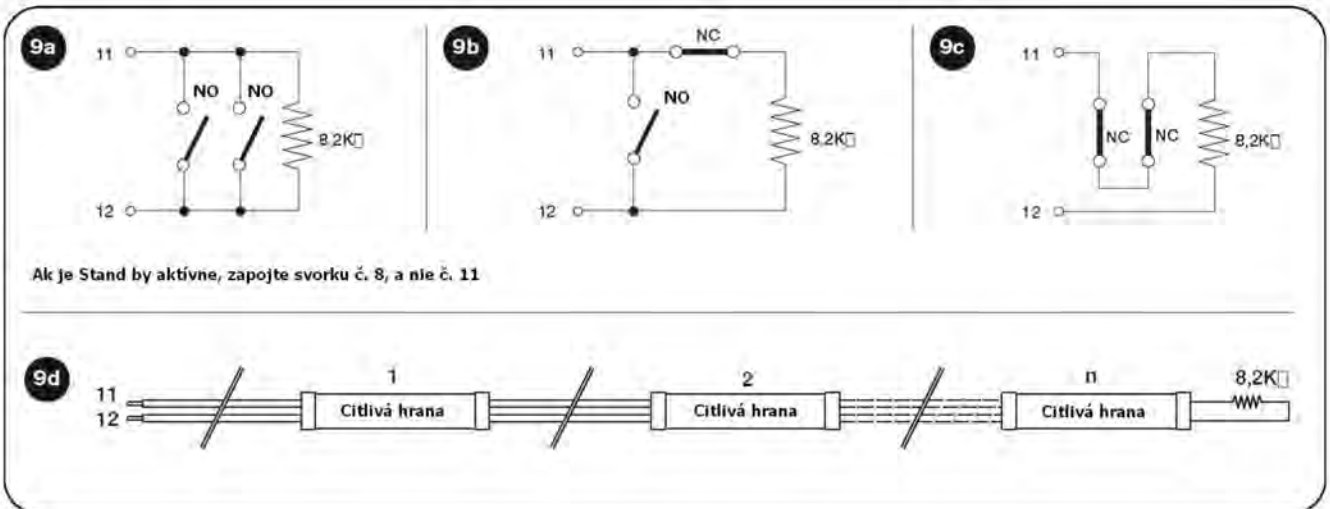 9a
11
NO
NO
8,2K▯
12
9b
11
NC
NO
8,2K▯
12
9c
11
NC
NC
8,2K▯
12
Ak je Stand by aktívne, zapojte svorku č. 8, a nie č. 11
9d
11
12
1
Citlivá hrana
2
Citlivá hrana
n
Citlivá hrana
8,2K▯